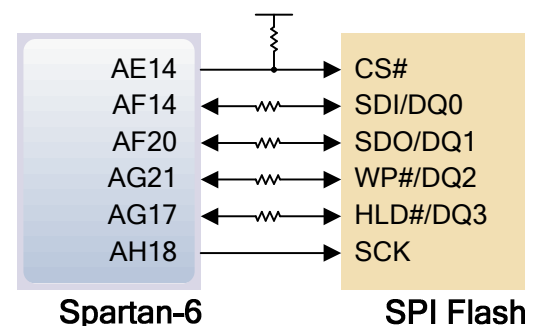 AE14 CS#
AF14 SDI/DQ0
AF20 SDO/DQ1
AG21 WP#/DQ2
AG17 HLD#/DQ3
AH18 SCK
Spartan-6 SPI Flash